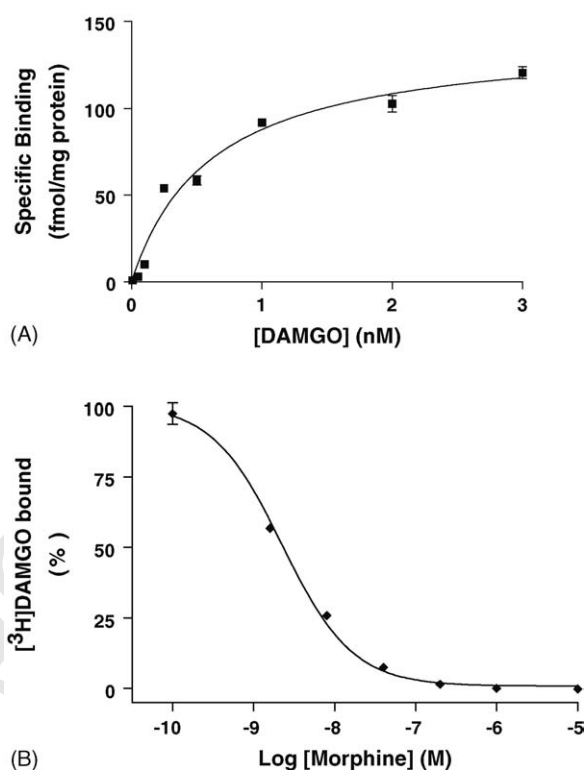 150
100
50
0
Specific Binding
(fmol/mg protein)
0 1 2 3
[DAMGO] (nM)
(A)
100
75
50
25
0
[³H]DAMGO bound
(%)
-10 -9 -8 -7 -6 -5
Log [Morphine] (M)
(B)